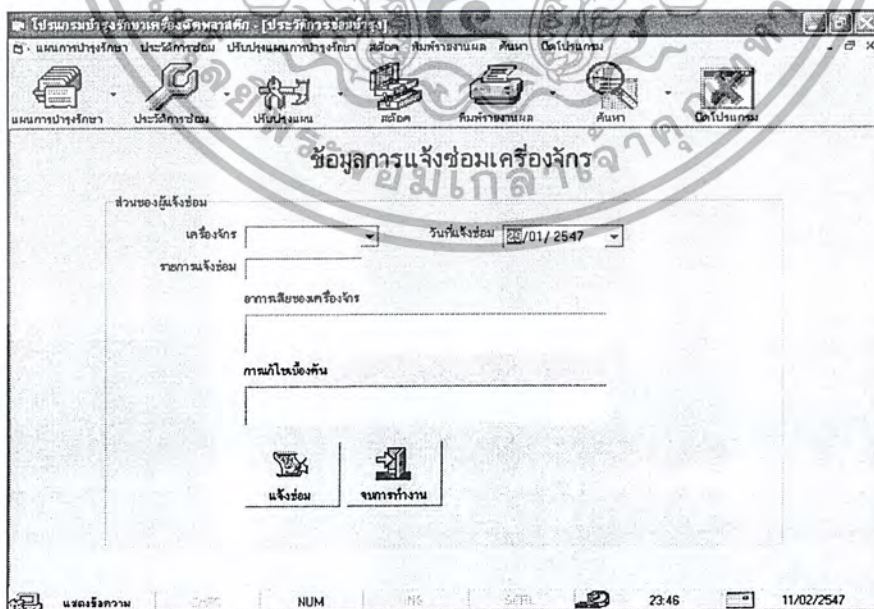 โปรแกรมบำรุงรักษาเครื่องฉีดพลาสติก - [ประวัติการซ่อมบำรุง]
แผนการบำรุงรักษา ประวัติการซ่อม ปรับปรุงแผนการบำรุงรักษา สต๊อค พิมพ์รายงานผล ค้นหา ปิดโปรแกรม
แผนการบำรุงรักษา ประวัติการซ่อม ปรับปรุงแผน สต๊อค พิมพ์รายงานผล ค้นหา ปิดโปรแกรม
ข้อมูลการแจ้งซ่อมเครื่องจักร
ส่วนของผู้แจ้งซ่อม
เครื่องจักร วันที่แจ้งซ่อม /01/ 2547
รายการแจ้งซ่อม
อาการเสียของเครื่องจักร
การแก้ไขเบื้องต้น
แจ้งซ่อม จบการทำงาน
แสดงข้อความ NUM INS 23:46 11/02/2547